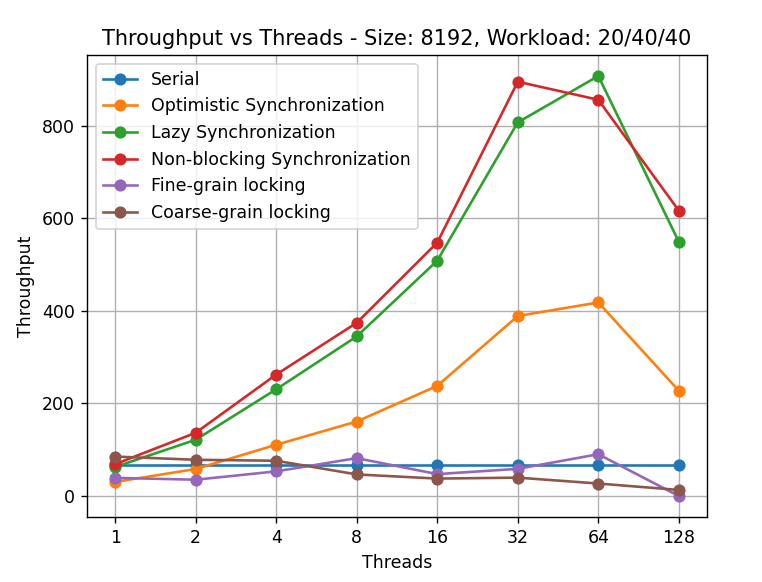 Throughput vs Threads - Size: 8192, Workload: 20/40/40
Serial
Optimistic Synchronization
Lazy Synchronization
Non-blocking Synchronization
Fine-grain locking
Coarse-grain locking
Throughput
800
600
400
200
0
1 2 4 8 16 32 64 128
Threads